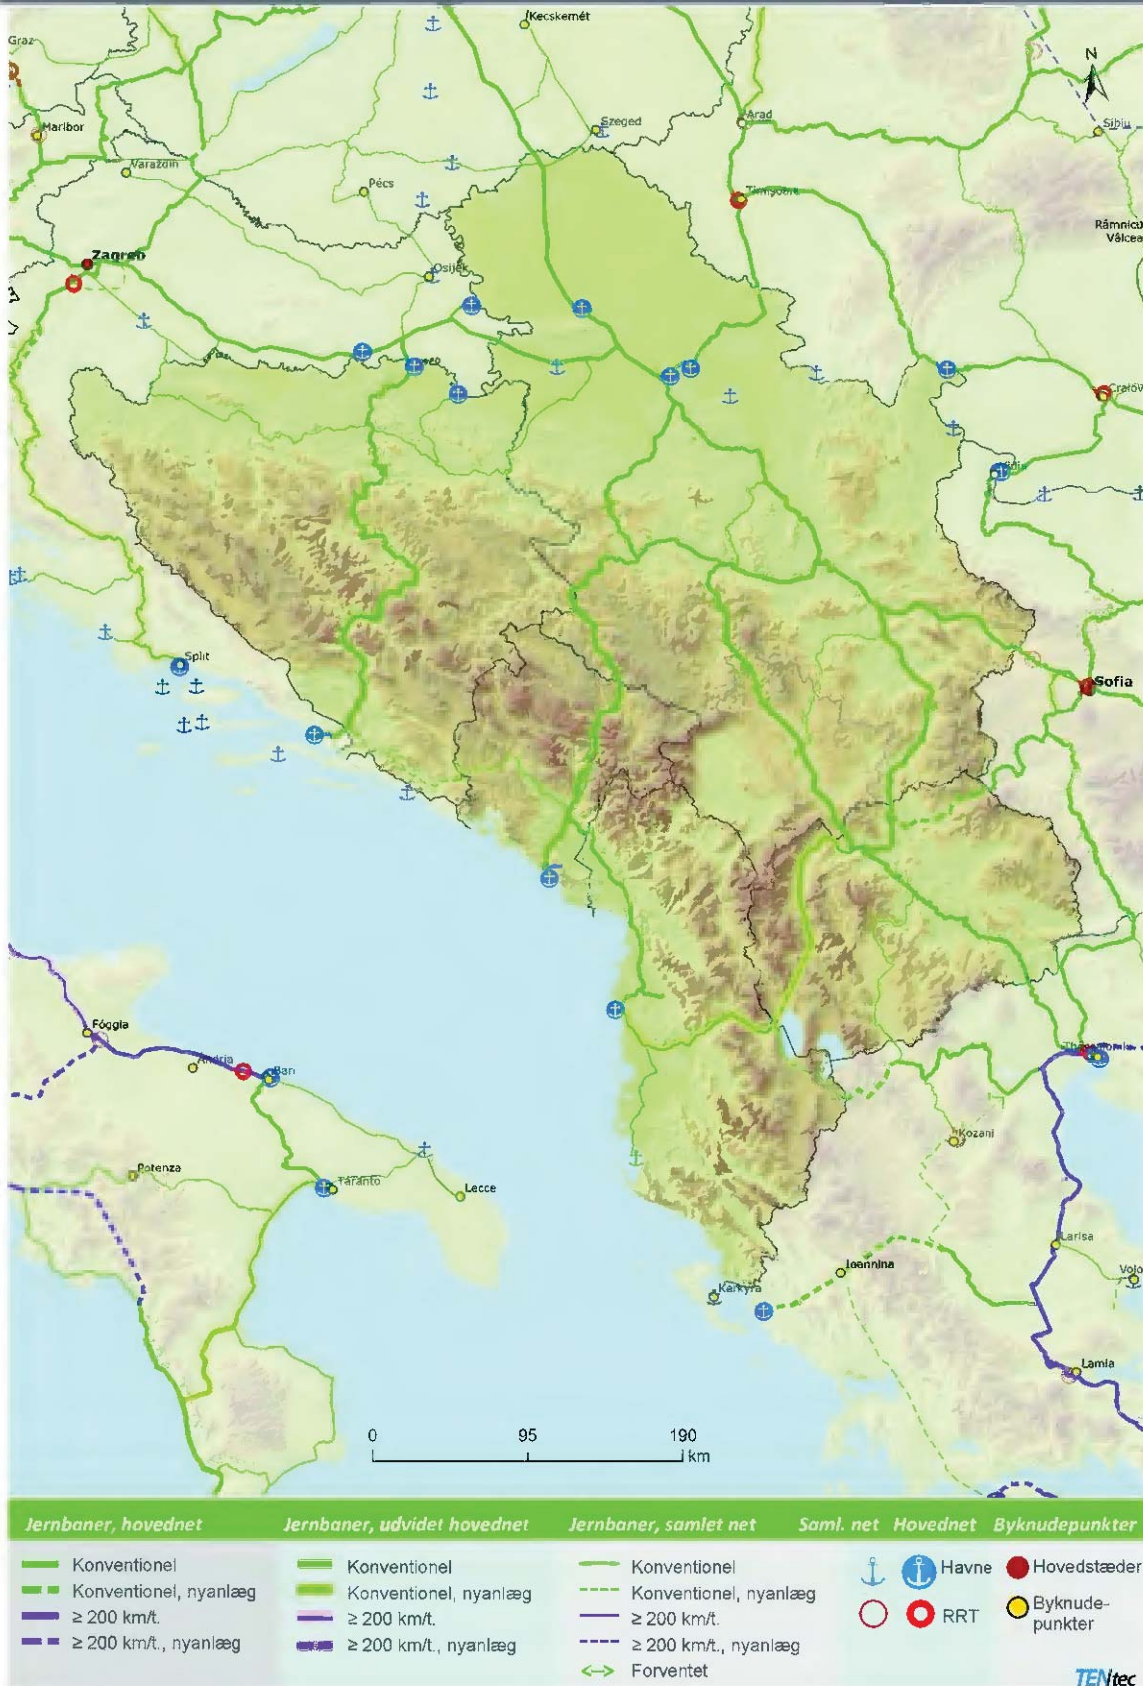 Kecskemét
Graz
N
Maribor
Szeged
Arad
Sibiu
Varazdin
Pécs
Timişoara
Râmnicu
Vâlcea
Zagreb
Osijek
Craiov
Split
Sofia
Fóggia
Andria
Bari
Kozani
Potenza
Taranto
Lecce
Larisa
Ioannina
Volo
Kerkyra
Lamia
0 95 190
km
Jernbaner, hovednet Jernbaner, udvidet hovednet Jernbaner, samlet net Saml. net Hovednet Byknudepunkter
Konventionel Konventionel Konventionel Havne Hovedstæder
Konventionel, nyanlæg Konventionel, nyanlæg Konventionel, nyanlæg
≥ 200 km/t. ≥ 200 km/t. ≥ 200 km/t. RRT Byknude-
punkter
≥ 200 km/t., nyanlæg ≥ 200 km/t., nyanlæg ≥ 200 km/t., nyanlæg
Forventet
TENtec